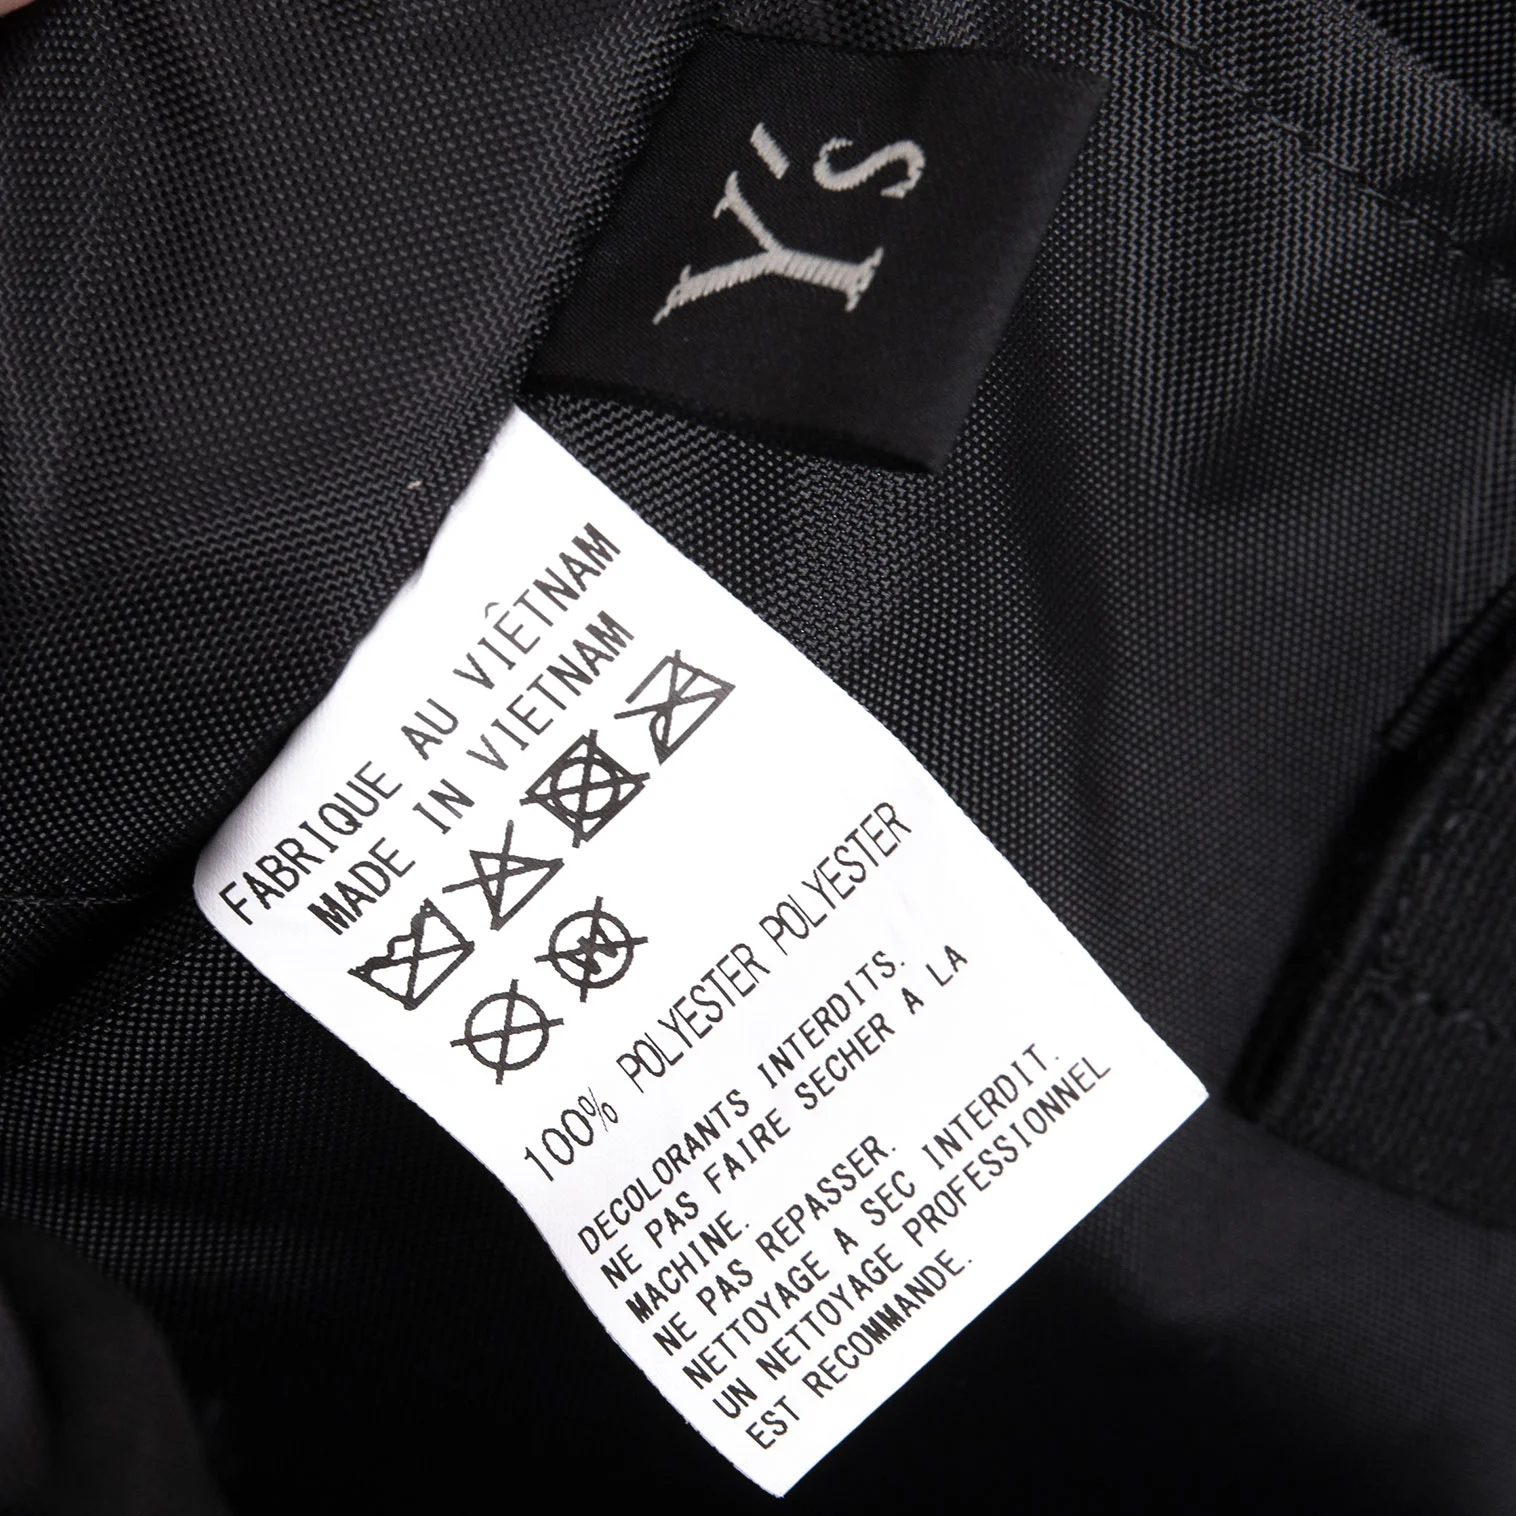 Y's
FABRIQUE AU VIÊTNAM
MADE IN VIETNAM
W
100% POLYESTER POLYESTER
DECOLORANTS INTERDITS.
NE PAS FAIRE SECHER A LA
MACHINE.
NE PAS REPASSER.
NETTOYAGE A SEC INTERDIT.
UN NETTOYAGE PROFESSIONNEL
EST RECOMMANDE.